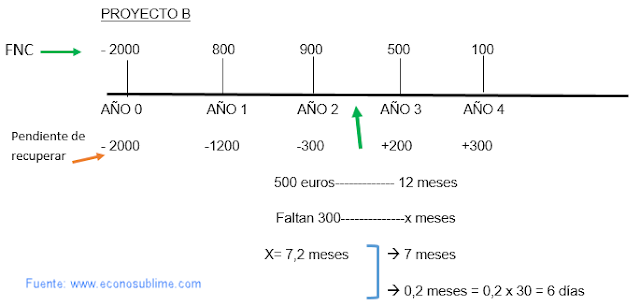 PROYECTO B
FNC - 2000 800 900 500 100
AÑO 0 AÑO 1 AÑO 2 AÑO 3 AÑO 4
Pendiente de
recuperar - 2000 -1200 -300 +200 +300
500 euros------------- 12 meses
Faltan 300--------------x meses
X= 7,2 meses → 7 meses
→ 0,2 meses = 0,2 x 30 = 6 días
Fuente: www.econosublime.com